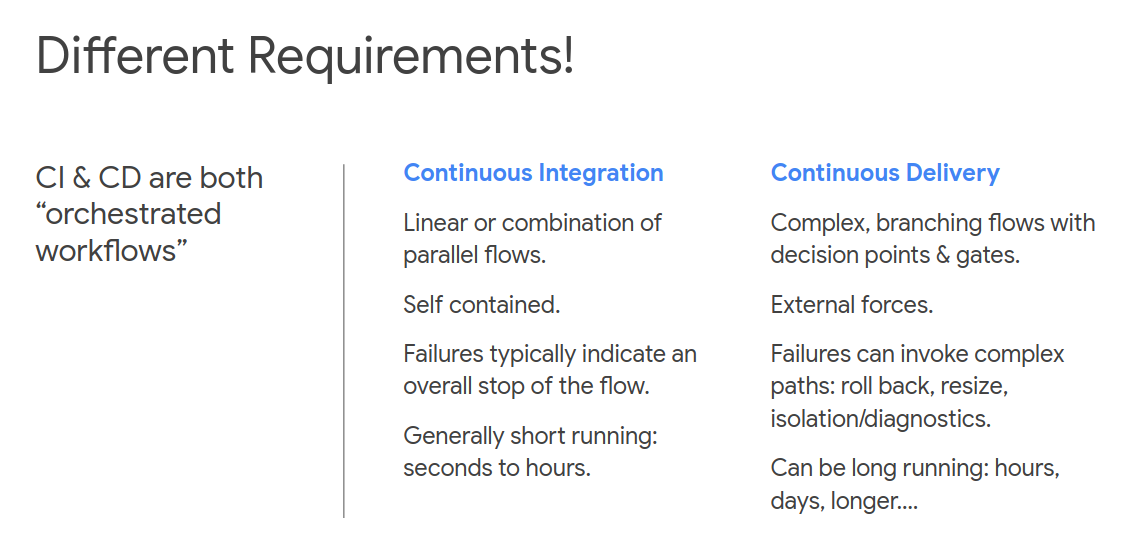 Different Requirements!
CI & CD are both
“orchestrated
workflows”
Continuous Integration
Linear or combination of
parallel flows.
Self contained.
Failures typically indicate an
overall stop of the flow.
Generally short running:
seconds to hours.
Continuous Delivery
Complex, branching flows with
decision points & gates.
External forces.
Failures can invoke complex
paths: roll back, resize,
isolation/diagnostics.
Can be long running: hours,
days, longer....